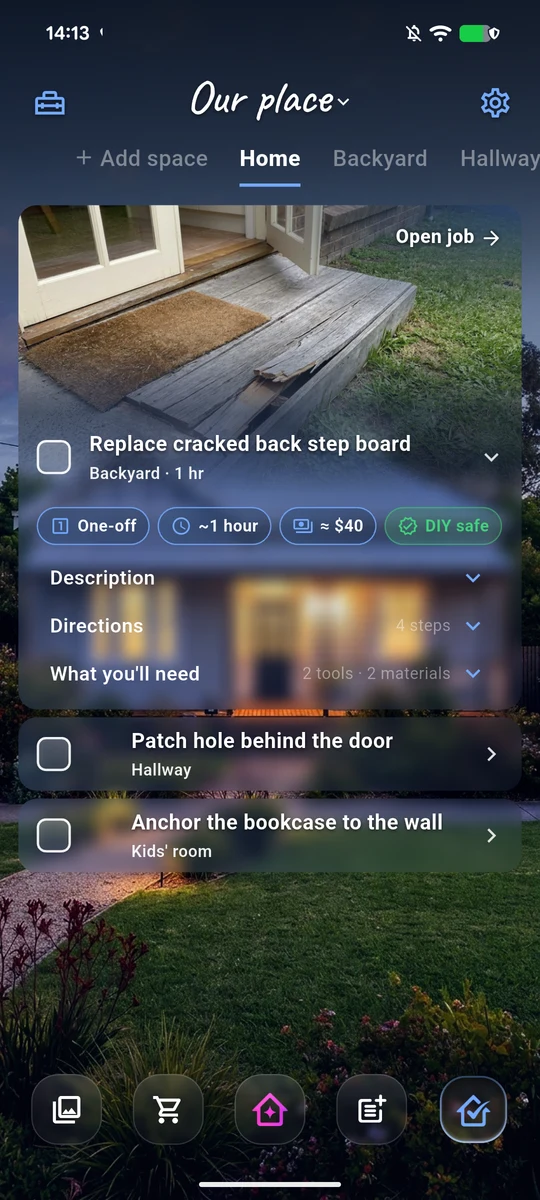 14:13
Our place
+ Add space
Home
Backyard
Hallway
Open job →
Replace cracked back step board
Backyard · 1 hr
1 One-off
~1 hour
≈ $40
DIY safe
Description
Directions
4 steps
What you'll need
2 tools · 2 materials
Patch hole behind the door
Hallway
Anchor the bookcase to the wall
Kids' room